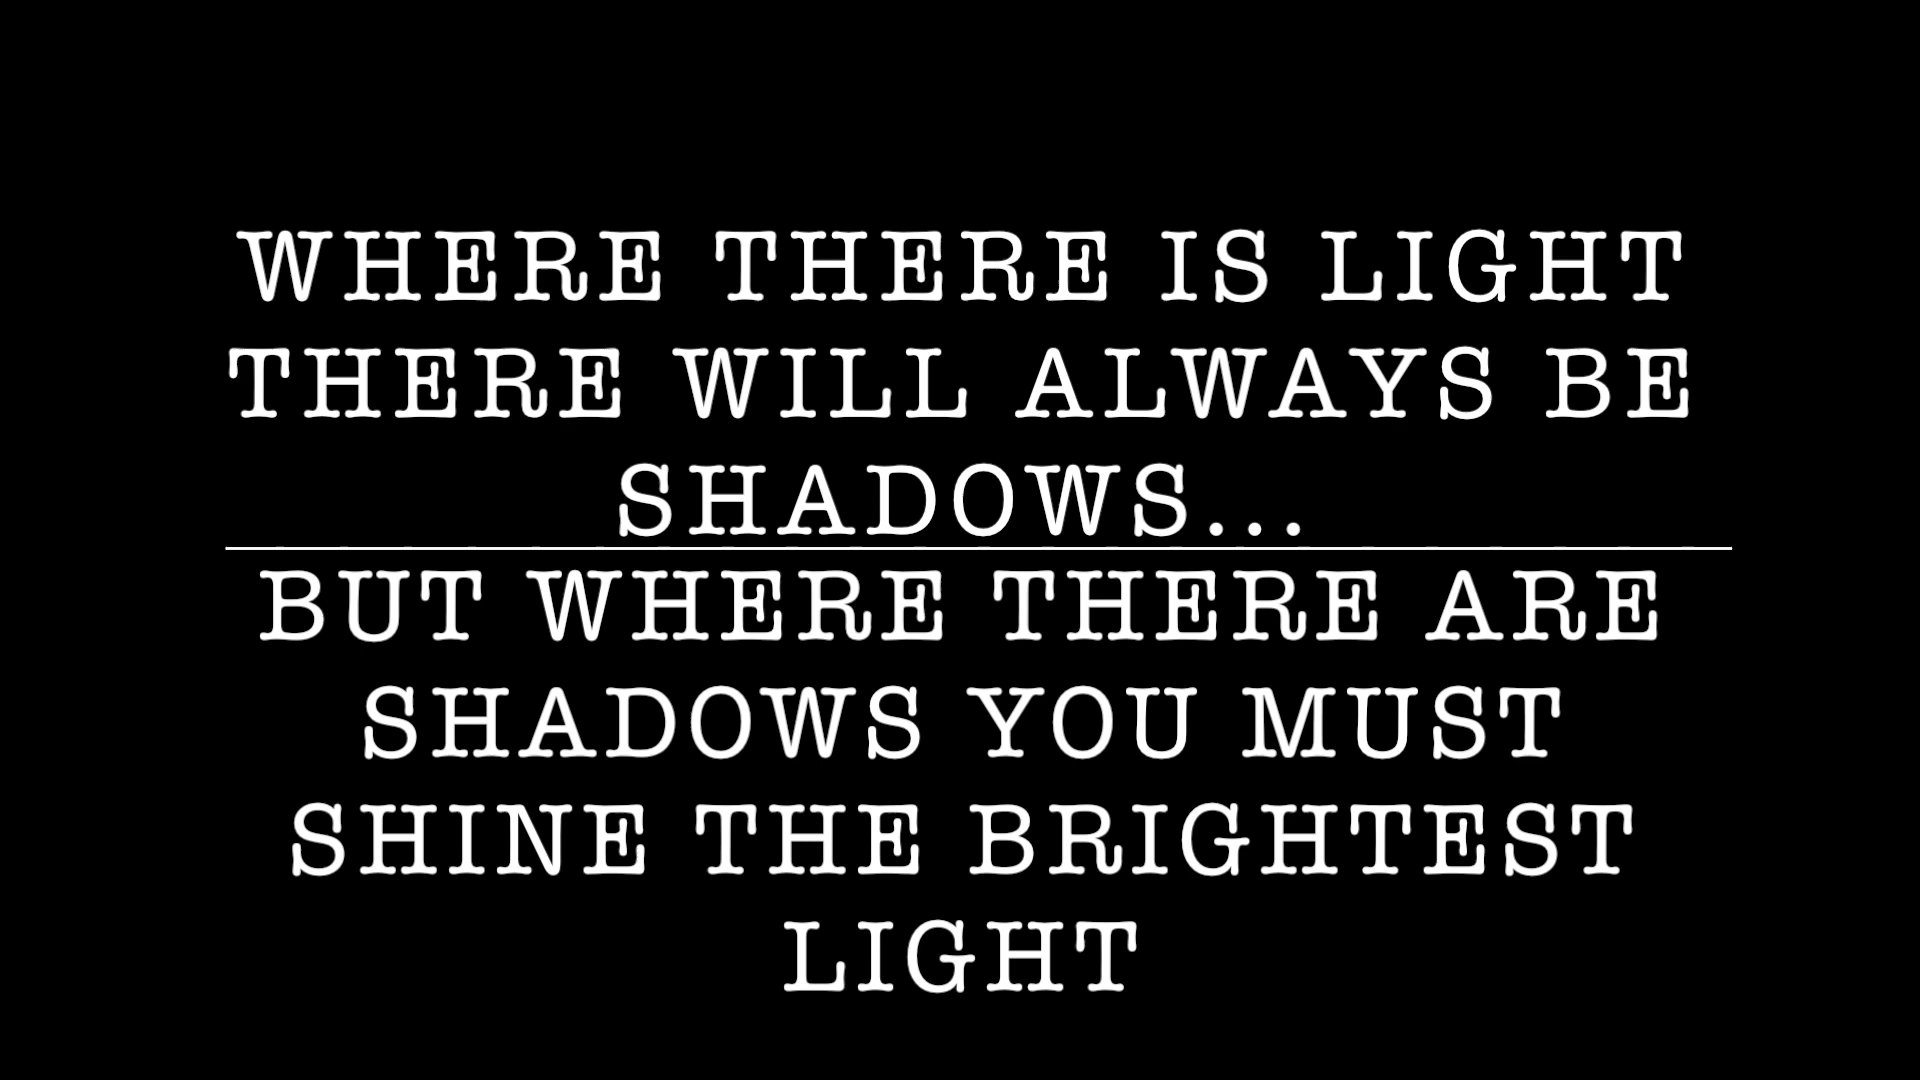 WHERE THERE IS LIGHT
THERE WILL ALWAYS BE
SHADOWS...
BUT WHERE THERE ARE
SHADOWS YOU MUST
SHINE THE BRIGHTEST
LIGHT